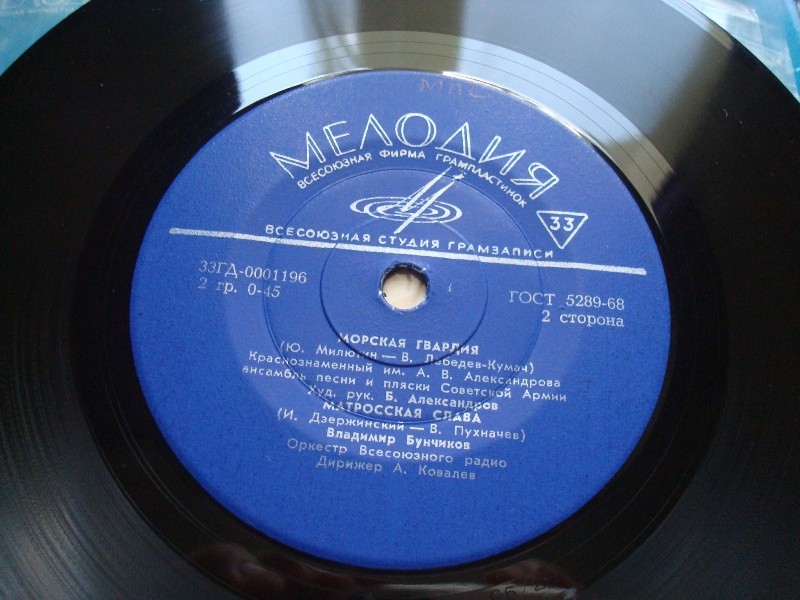 МЕЛОДИЯ
ВСЕСОЮЗНАЯ ФИРМА ГРАМПЛАСТИНОК
33
ВСЕСОЮЗНАЯ СТУДИЯ ГРАМЗАПИСИ
33ГД-0001196
2 гр. 0-45
ГОСТ 5289-68
2 сторона
МОРСКАЯ ГВАРДИЯ
(Ю. Милютин — В. Лебедев-Кумач)
Краснознаменный им. А. В. Александрова
ансамбль песни и пляски Советской Армии
Худ. рук. Б. Александров
МАТРОССКАЯ СЛАВА
(И. Дзержинский — В. Пухначев)
Владимир Бунчиков
Оркестр Всесоюзного радио
Дирижер А. Ковалев